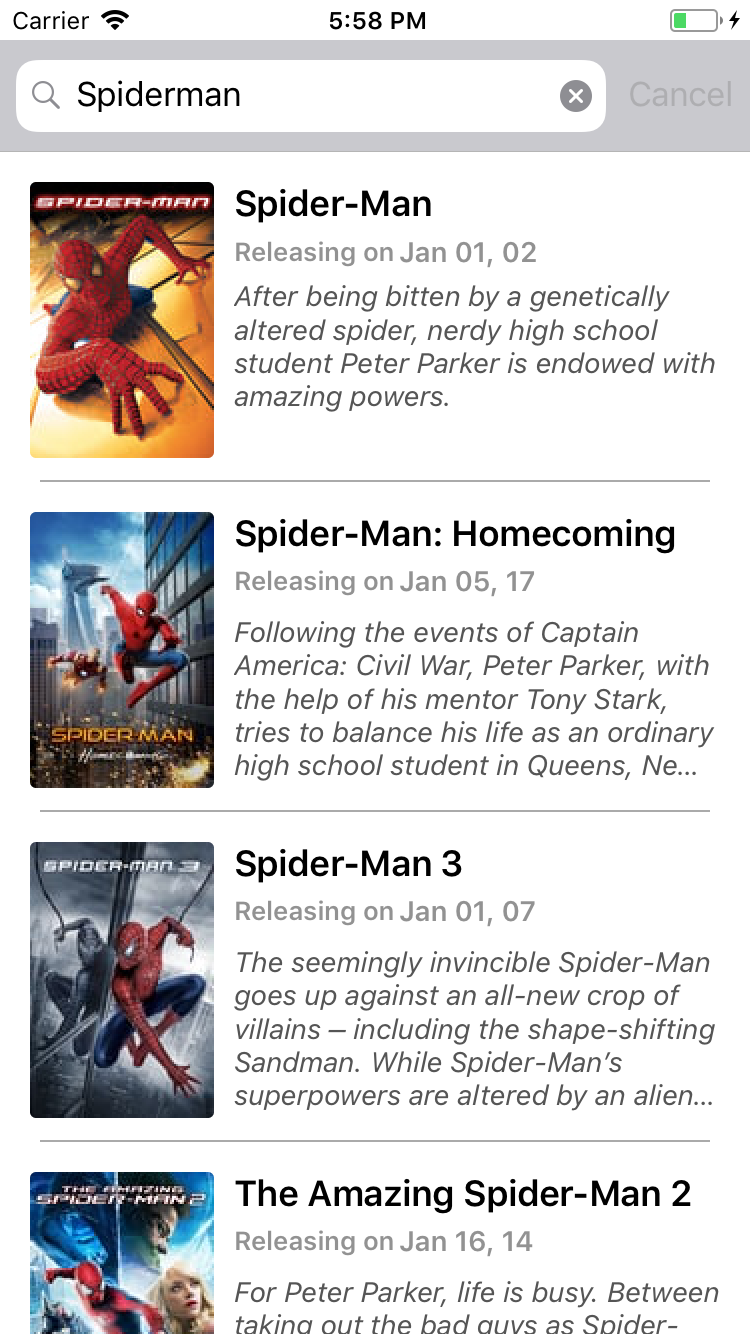 Carrier 5:58 PM
Spiderman Cancel
SPIDER-MAN
Spider-Man
Releasing on Jan 01, 02
After being bitten by a genetically
altered spider, nerdy high school
student Peter Parker is endowed with
amazing powers.
Spider-Man: Homecoming
Releasing on Jan 05, 17
Following the events of Captain
America: Civil War, Peter Parker, with
the help of his mentor Tony Stark,
tries to balance his life as an ordinary
high school student in Queens, Ne...
SPIDER-MAN
Homecoming
SPIDER-MAN 3
Spider-Man 3
Releasing on Jan 01, 07
The seemingly invincible Spider-Man
goes up against an all-new crop of
villains – including the shape-shifting
Sandman. While Spider-Man’s
superpowers are altered by an alien...
THE AMAZING
SPIDER-MAN 2
The Amazing Spider-Man 2
Releasing on Jan 16, 14
For Peter Parker, life is busy. Between
taking out the bad guys as Spider-